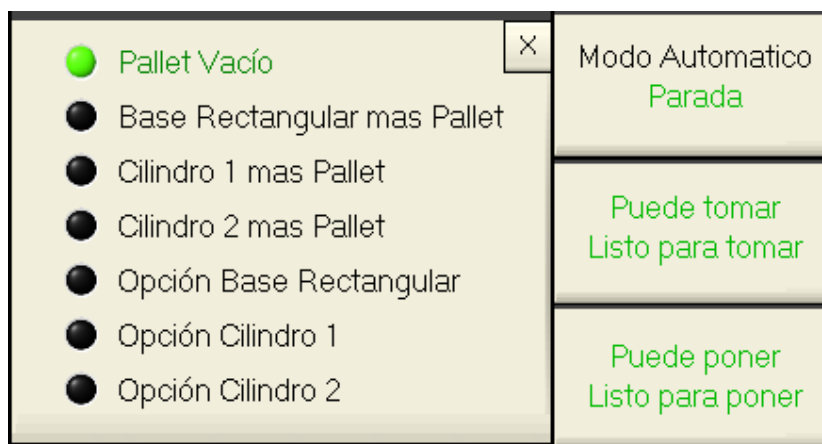 Pallet Vacío
Base Rectangular mas Pallet
Cilindro 1 mas Pallet
Cilindro 2 mas Pallet
Opción Base Rectangular
Opción Cilindro 1
Opción Cilindro 2
X
Modo Automatico
Parada
Puede tomar
Listo para tomar
Puede poner
Listo para poner